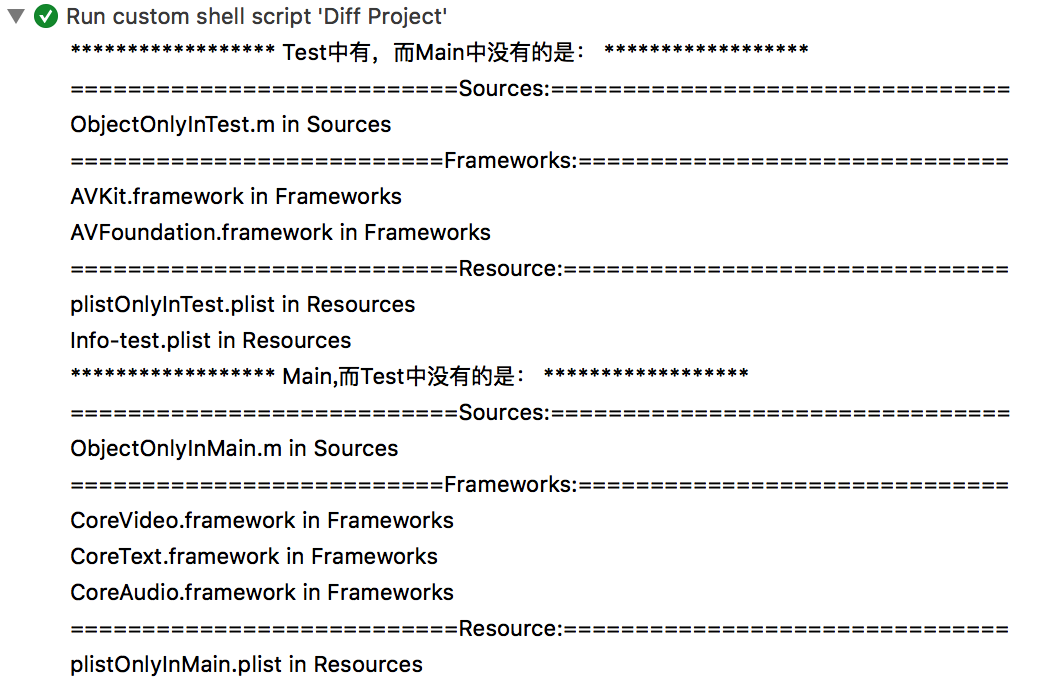 Run custom shell script 'Diff Project'
****************** Test中有，而Main中没有的是： ******************
===========================Sources:================================
ObjectOnlyInTest.m in Sources
==========================Frameworks:==============================
AVKit.framework in Frameworks
AVFoundation.framework in Frameworks
===========================Resource:===============================
plistOnlyInTest.plist in Resources
Info-test.plist in Resources
****************** Main,而Test中没有的是： ******************
===========================Sources:================================
ObjectOnlyInMain.m in Sources
==========================Frameworks:==============================
CoreVideo.framework in Frameworks
CoreText.framework in Frameworks
CoreAudio.framework in Frameworks
===========================Resource:===============================
plistOnlyInMain.plist in Resources